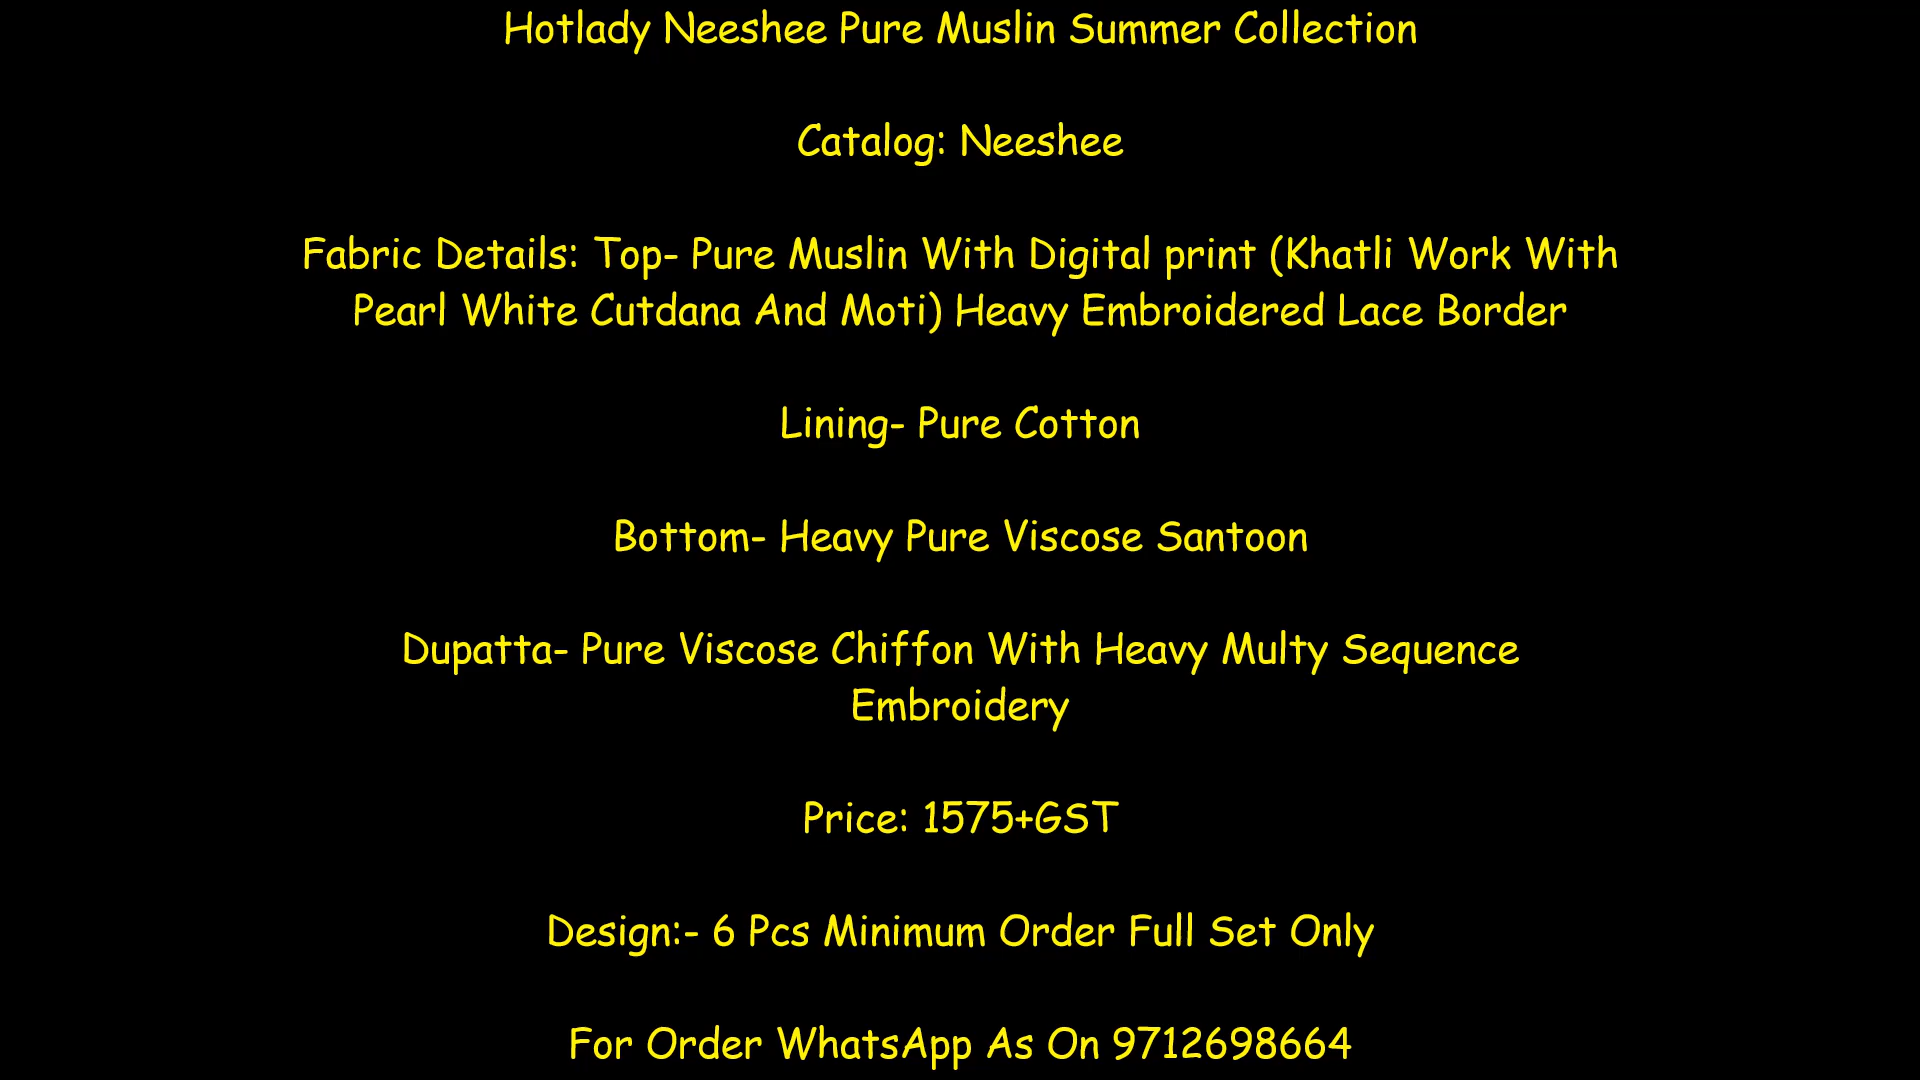 Hotlady Neeshee Pure Muslin Summer Collection
Catalog: Neeshee
Fabric Details: Top- Pure Muslin With Digital print (Khatli Work With
Pearl White Cutdana And Moti) Heavy Embroidered Lace Border
Lining- Pure Cotton
Bottom- Heavy Pure Viscose Santoon
Dupatta- Pure Viscose Chiffon With Heavy Multy Sequence
Embroidery
Price: 1575+GST
Design:- 6 Pcs Minimum Order Full Set Only
For Order WhatsApp As On 9712698664